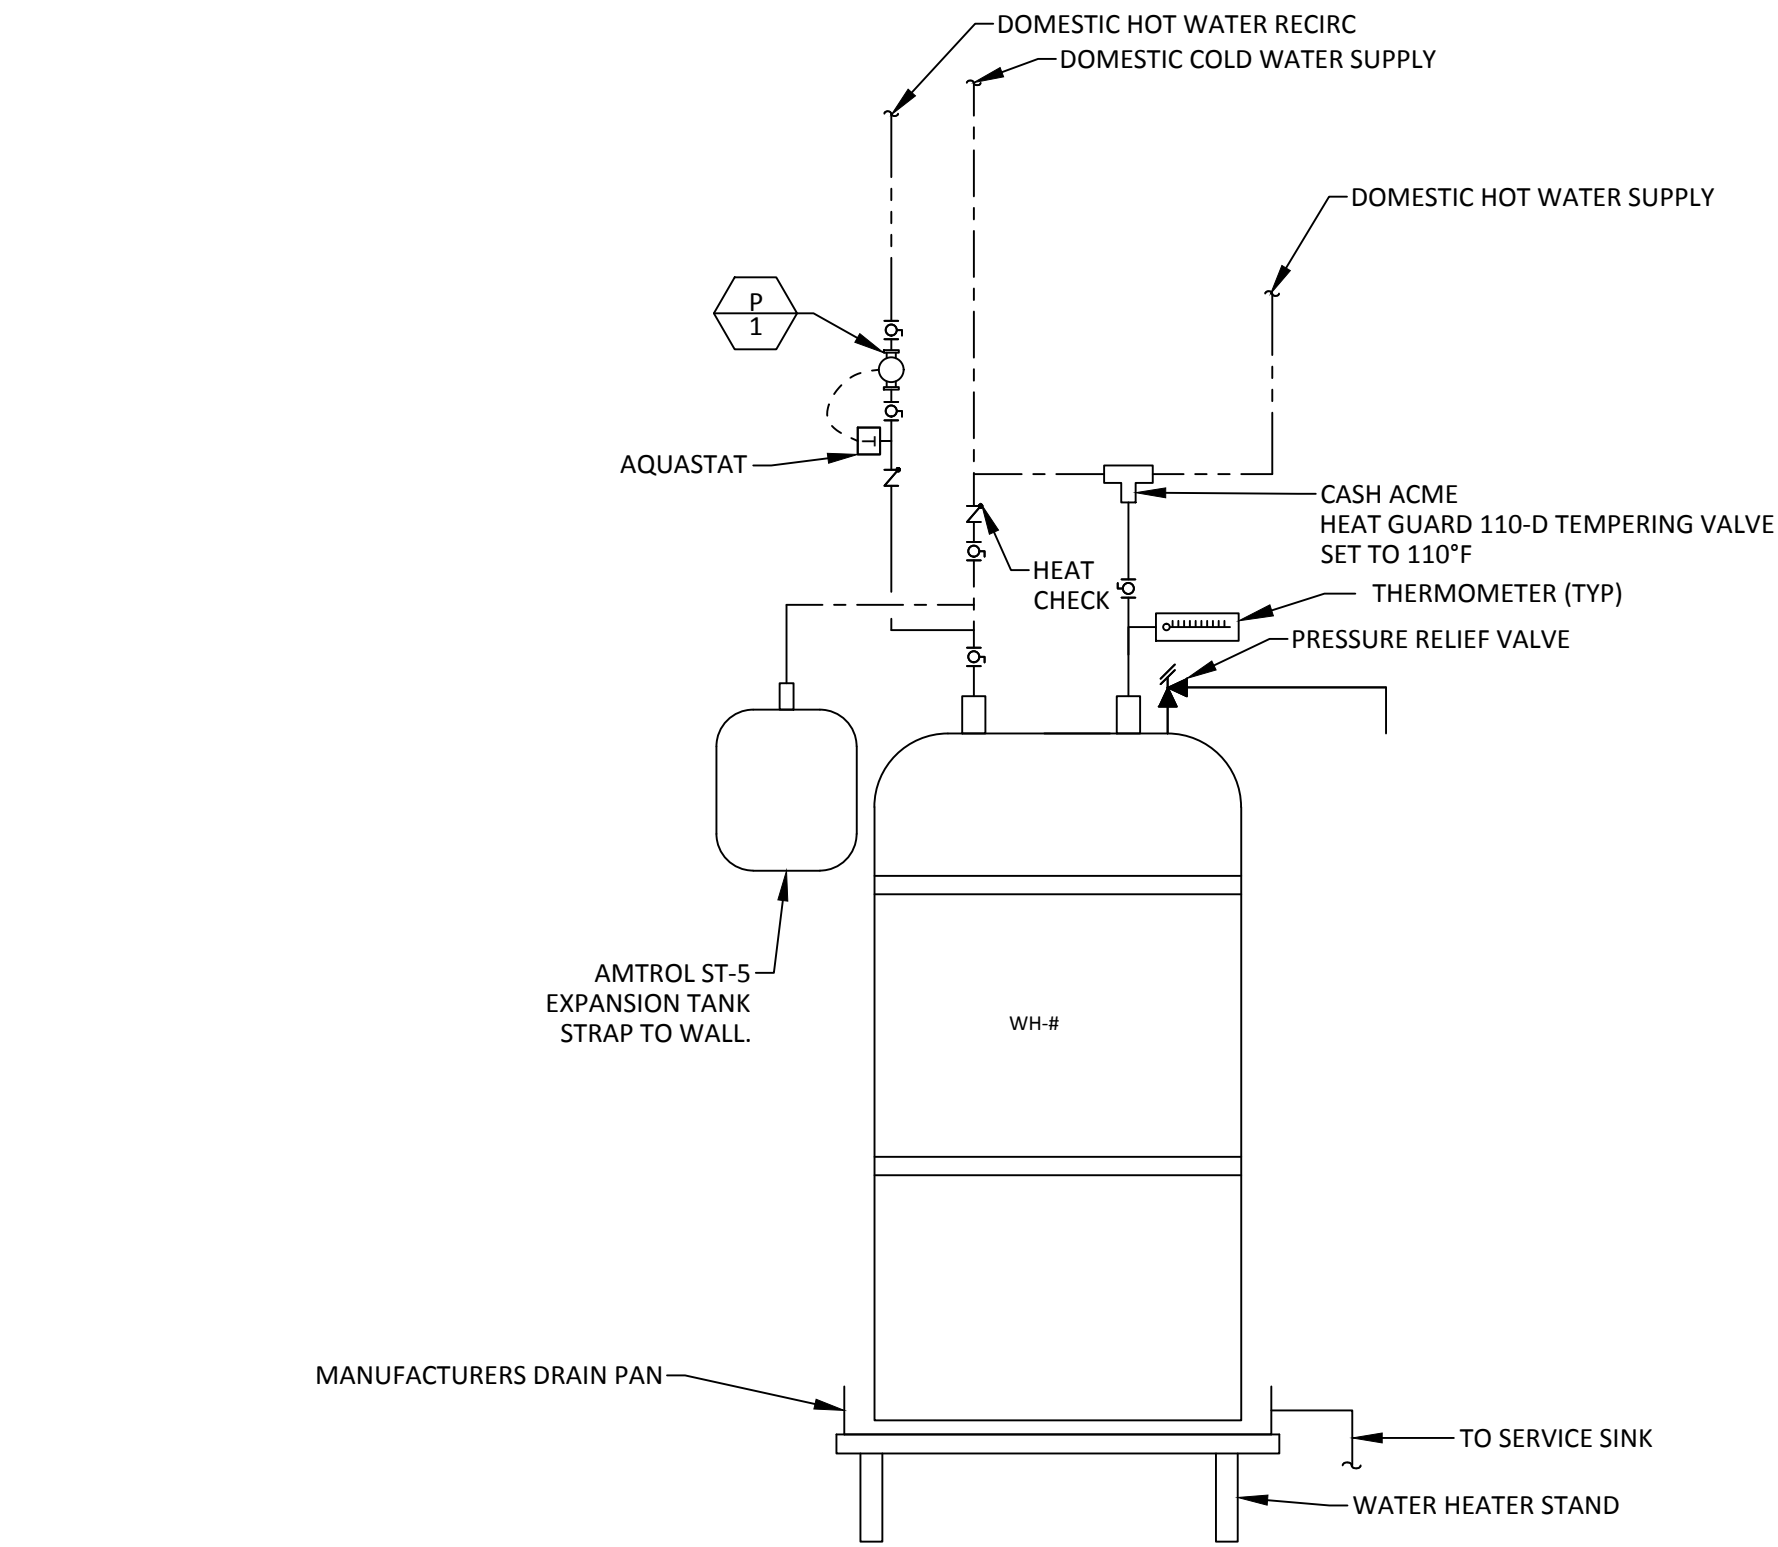 DOMESTIC HOT WATER RECIRC
DOMESTIC COLD WATER SUPPLY
DOMESTIC HOT WATER SUPPLY
P
1
AQUASTAT
CASH ACME
HEAT GUARD 110-D TEMPERING VALVE
SET TO 110°F
HEAT
CHECK
THERMOMETER (TYP)
PRESSURE RELIEF VALVE
AMTROL ST-5
EXPANSION TANK
STRAP TO WALL.
WH-#
MANUFACTURERS DRAIN PAN
TO SERVICE SINK
WATER HEATER STAND